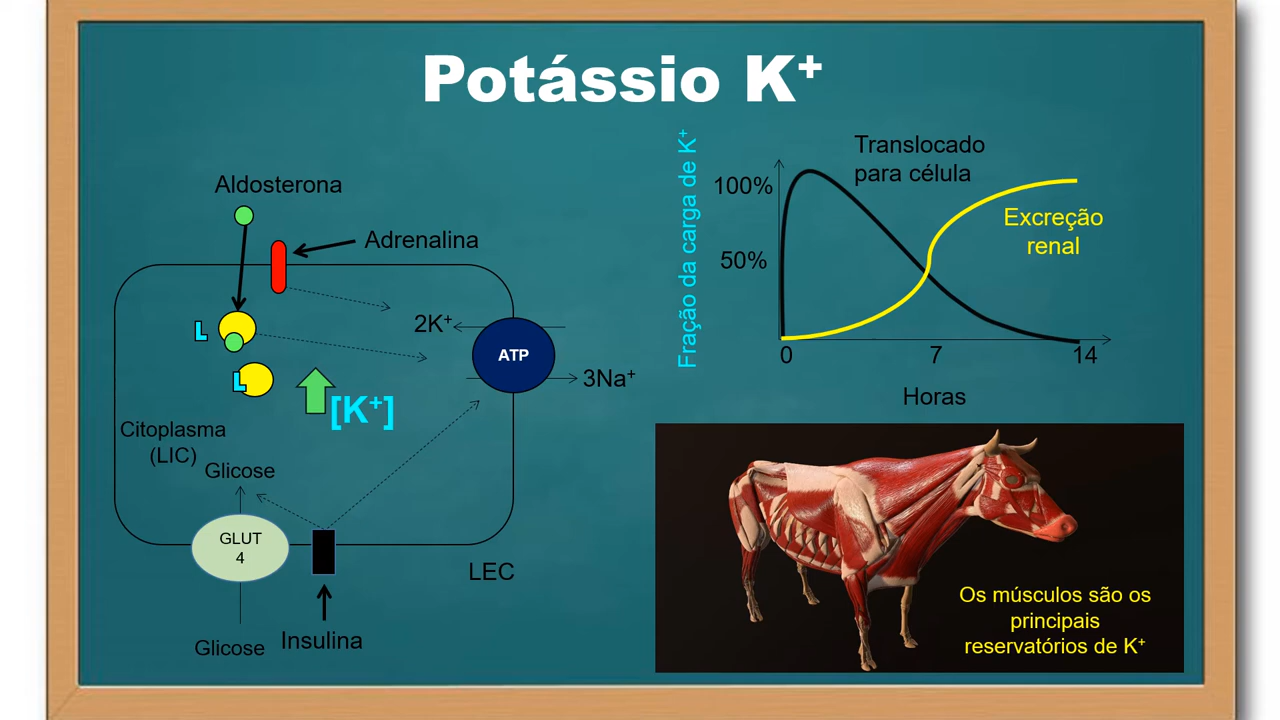 Potássio K⁺
Aldosterona
Adrenalina
L
L
2K⁺
ATP
3Na⁺
[K⁺]
Citoplasma
(LIC)
Glicose
GLUT
4
LEC
Glicose
Insulina
Fração da carga de K⁺
100%
50%
Translocado
para célula
Excreção
renal
0
7
14
Horas
Os músculos são os
principais
reservatórios de K⁺